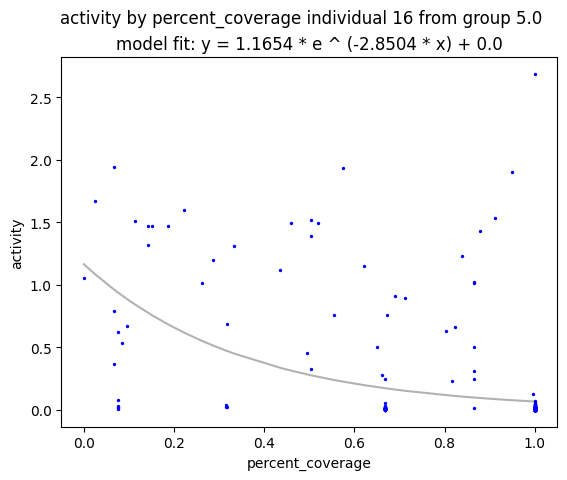 activity by percent_coverage individual 16 from group 5.0
model fit: y = 1.1654 * e ^ (-2.8504 * x) + 0.0
2.5
2.0
1.5
activity
1.0
0.5
0.0
0.0 0.2 0.4 0.6 0.8 1.0
percent_coverage